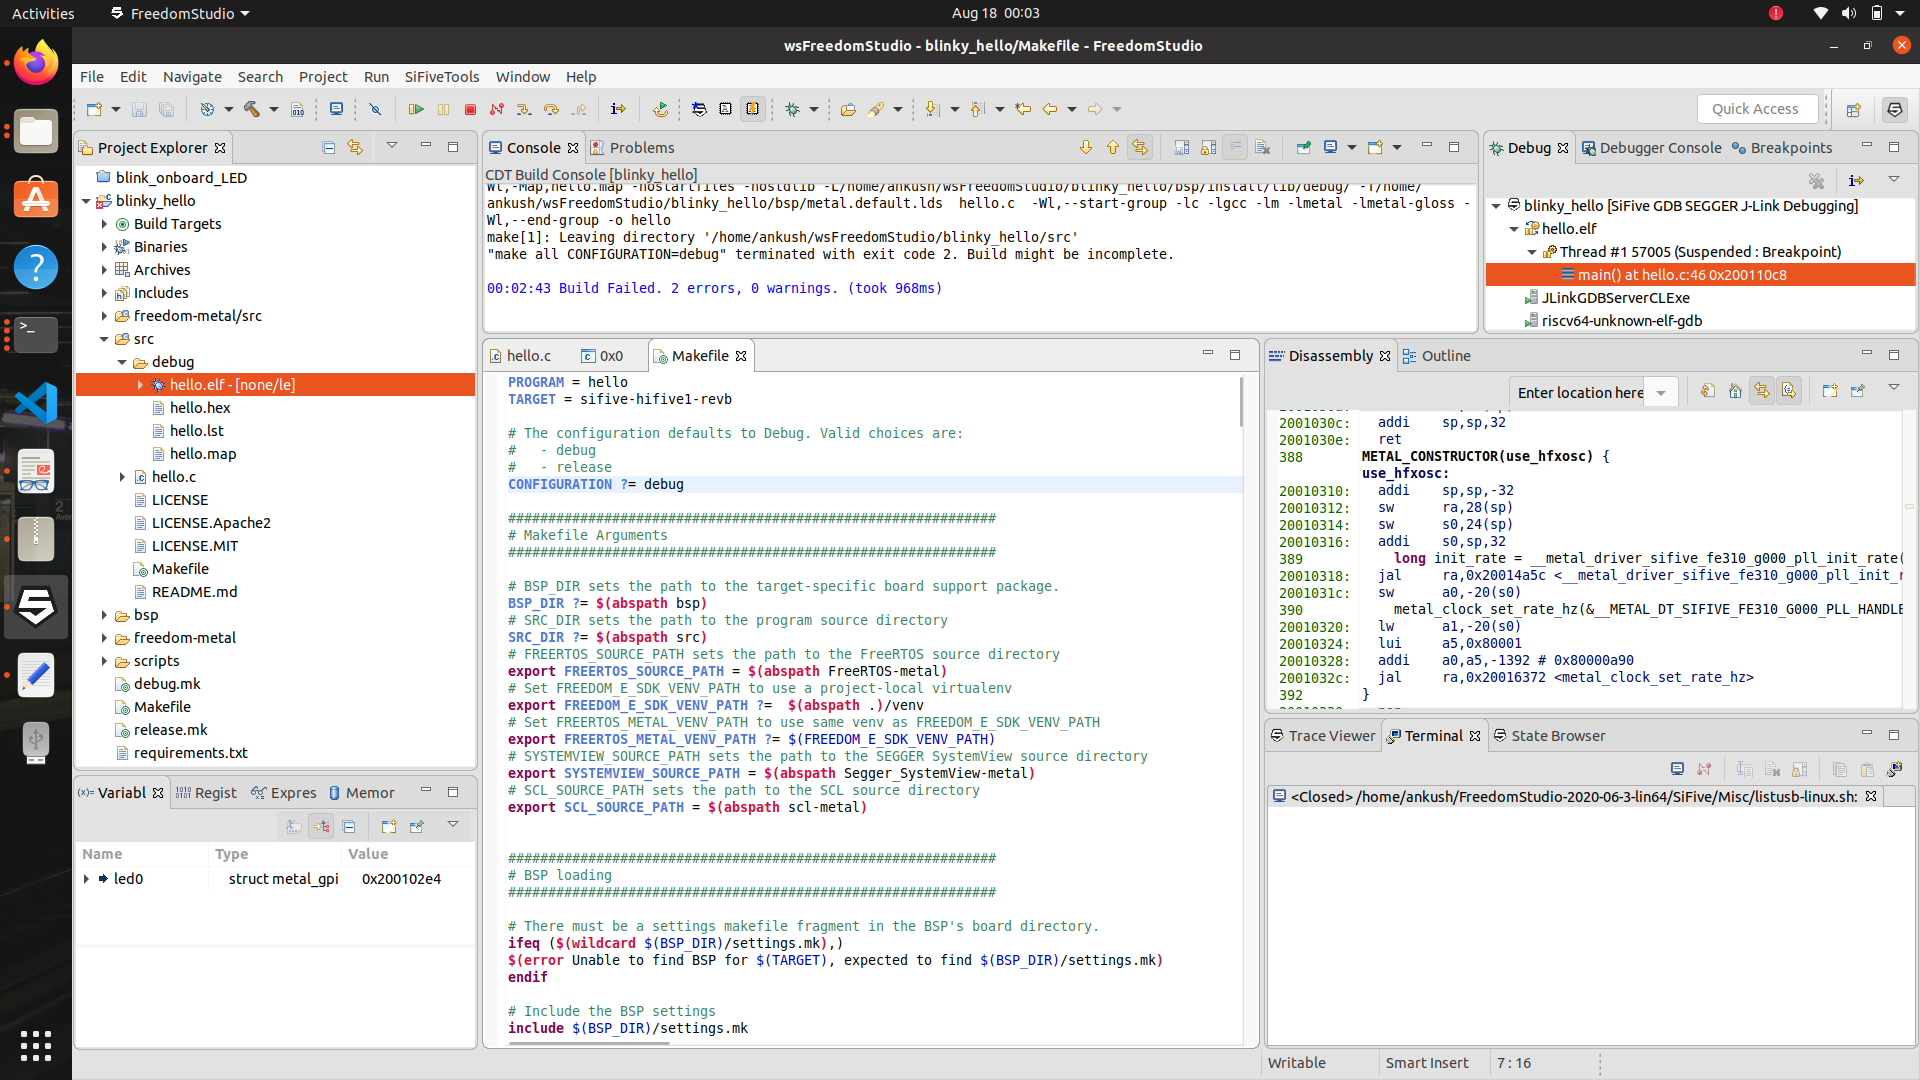 Activities
FreedomStudio
Aug 18 00:03
wsFreedomStudio - blinky_hello/Makefile - FreedomStudio
File Edit Navigate Search Project Run SiFiveTools Window Help
Quick Access
Project Explorer
blink_onboard_LED
blinky_hello
Build Targets
Binaries
Archives
Includes
freedom-metal/src
src
debug
hello.elf - [none/le]
hello.hex
hello.lst
hello.map
hello.c
LICENSE
LICENSE.Apache2
LICENSE.MIT
Makefile
README.md
bsp
freedom-metal
scripts
debug.mk
Makefile
release.mk
requirements.txt
(x)= Variabl Regist Expres Memor
Name Type Value
led0 struct metal_gpi 0x200102e4
Console Problems
CDT Build Console [blinky_hello]
Wl,-Map,hello.map -nostartfiles -nostdlib -L/home/ankush/wsFreedomStudio/blinky_hello/bsp/install/lib/debug/ -T/home/
ankush/wsFreedomStudio/blinky_hello/bsp/metal.default.lds  hello.c  -Wl,--start-group -lc -lgcc -lm -lmetal -lmetal-gloss -
Wl,--end-group -o hello
make[1]: Leaving directory '/home/ankush/wsFreedomStudio/blinky_hello/src'
"make all CONFIGURATION=debug" terminated with exit code 2. Build might be incomplete.
00:02:43 Build Failed. 2 errors, 0 warnings. (took 968ms)
hello.c 0x0 Makefile
PROGRAM = hello
TARGET = sifive-hifive1-revb
# The configuration defaults to Debug. Valid choices are:
#   - debug
#   - release
CONFIGURATION ?= debug
#############################################################
# Makefile Arguments
#############################################################
# BSP_DIR sets the path to the target-specific board support package.
BSP_DIR ?= $(abspath bsp)
# SRC_DIR sets the path to the program source directory
SRC_DIR ?= $(abspath src)
# FREERTOS_SOURCE_PATH sets the path to the FreeRTOS source directory
export FREERTOS_SOURCE_PATH = $(abspath FreeRTOS-metal)
# Set FREEDOM_E_SDK_VENV_PATH to use a project-local virtualenv
export FREEDOM_E_SDK_VENV_PATH ?=  $(abspath .)/venv
# Set FREERTOS_METAL_VENV_PATH to use same venv as FREEDOM_E_SDK_VENV_PATH
export FREERTOS_METAL_VENV_PATH ?= $(FREEDOM_E_SDK_VENV_PATH)
# SYSTEMVIEW_SOURCE_PATH sets the path to the SEGGER SystemView source directory
export SYSTEMVIEW_SOURCE_PATH = $(abspath Segger_SystemView-metal)
# SCL_SOURCE_PATH sets the path to the SCL source directory
export SCL_SOURCE_PATH = $(abspath scl-metal)
#############################################################
# BSP loading
#############################################################
# There must be a settings makefile fragment in the BSP's board directory.
ifeq ($(wildcard $(BSP_DIR)/settings.mk),)
$(error Unable to find BSP for $(TARGET), expected to find $(BSP_DIR)/settings.mk)
endif
# Include the BSP settings
include $(BSP_DIR)/settings.mk
Debug Debugger Console Breakpoints
blinky_hello [SiFive GDB SEGGER J-Link Debugging]
hello.elf
Thread #1 57005 (Suspended : Breakpoint)
main() at hello.c:46 0x200110c8
JLinkGDBServerCLExe
riscv64-unknown-elf-gdb
Disassembly Outline
Enter location here
2001030c: addi sp,sp,32
2001030e: ret
388 METAL_CONSTRUCTOR(use_hfxosc) {
use_hfxosc:
20010310: addi sp,sp,-32
20010312: sw ra,28(sp)
20010314: sw s0,24(sp)
20010316: addi s0,sp,32
389 long init_rate = __metal_driver_sifive_fe310_g000_pll_init_rate(
20010318: jal ra,0x20014a5c <__metal_driver_sifive_fe310_g000_pll_init_r
2001031c: sw a0,-20(s0)
390 metal_clock_set_rate_hz(&__METAL_DT_SIFIVE_FE310_G000_PLL_HANDLE
20010320: lw a1,-20(s0)
20010324: lui a5,0x80001
20010328: addi a0,a5,-1392 # 0x80000a90
2001032c: jal ra,0x20016372 <metal_clock_set_rate_hz>
392 }
Trace Viewer Terminal State Browser
<Closed> /home/ankush/FreedomStudio-2020-06-3-lin64/SiFive/Misc/listusb-linux.sh:
Writable Smart Insert 7 : 16